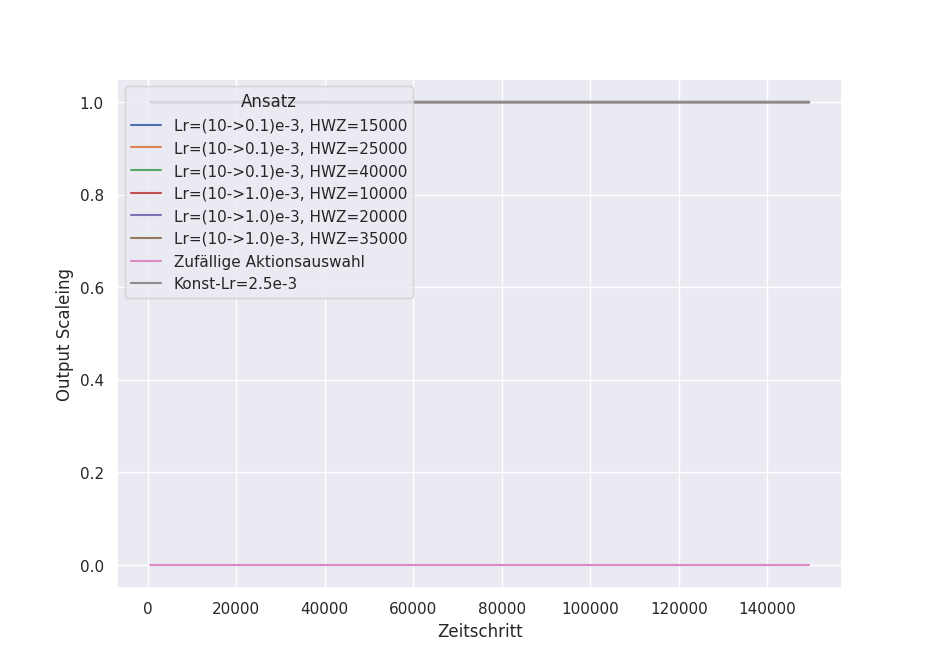 Ansatz
Lr=(10->0.1)e-3, HWZ=15000
Lr=(10->0.1)e-3, HWZ=25000
Lr=(10->0.1)e-3, HWZ=40000
Lr=(10->1.0)e-3, HWZ=10000
Lr=(10->1.0)e-3, HWZ=20000
Lr=(10->1.0)e-3, HWZ=35000
Zufällige Aktionsauswahl
Konst-Lr=2.5e-3
Output Scaleing
1.0
0.8
0.6
0.4
0.2
0.0
0 20000 40000 60000 80000 100000 120000 140000
Zeitschritt